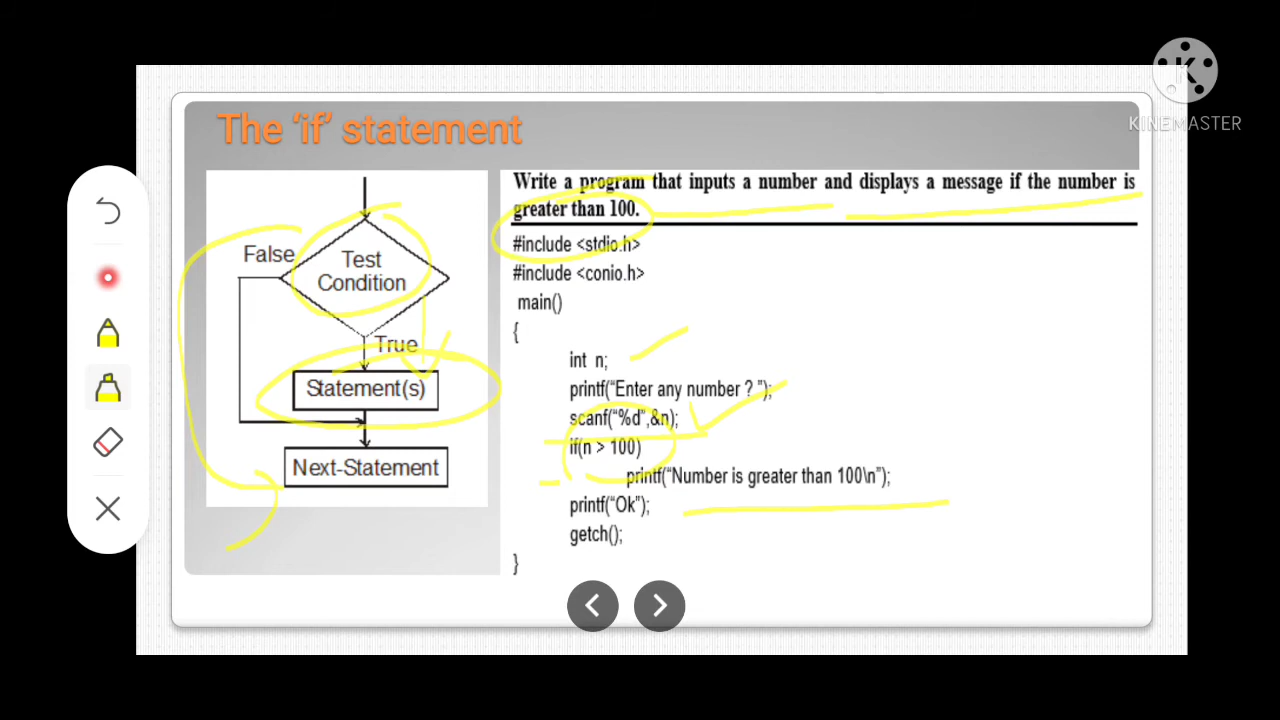 The ‘if’ statement
KINEMASTER
Write a program that inputs a number and displays a message if the number is
greater than 100.
False
Test
Condition
True
Statement(s)
Next-Statement
#include <stdio.h>
#include <conio.h>
main()
{
int n;
printf(“Enter any number ? ”);
scanf(“%d”,&n);
if(n > 100)
printf(“Number is greater than 100\n”);
printf(“Ok”);
getch();
}